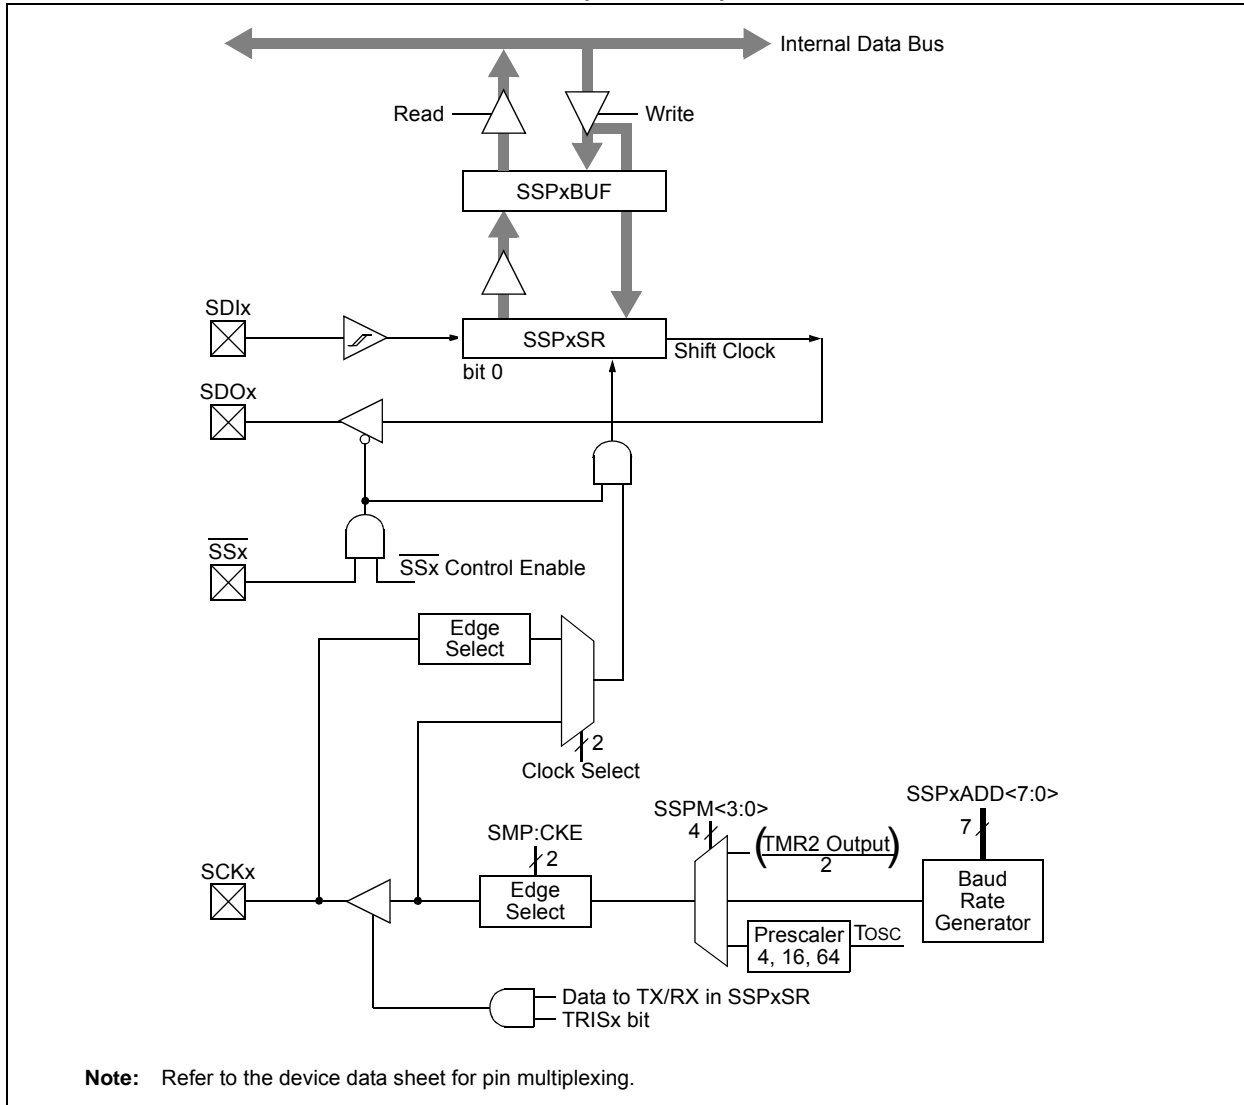 Internal Data Bus
Read
Write
SSPxBUF
SDIx
SSPxSR
Shift Clock
bit 0
SDOx
SSx
SSx Control Enable
Edge
Select
2
Clock Select
SSPxADD<7:0>
SSPM<3:0>
7
4
(TMR2 Output)
2
SMP:CKE
2
SCKx
Edge
Select
Baud
Rate
Generator
Prescaler
4, 16, 64
TOSC
Data to TX/RX in SSPxSR
TRISx bit
Note: Refer to the device data sheet for pin multiplexing.